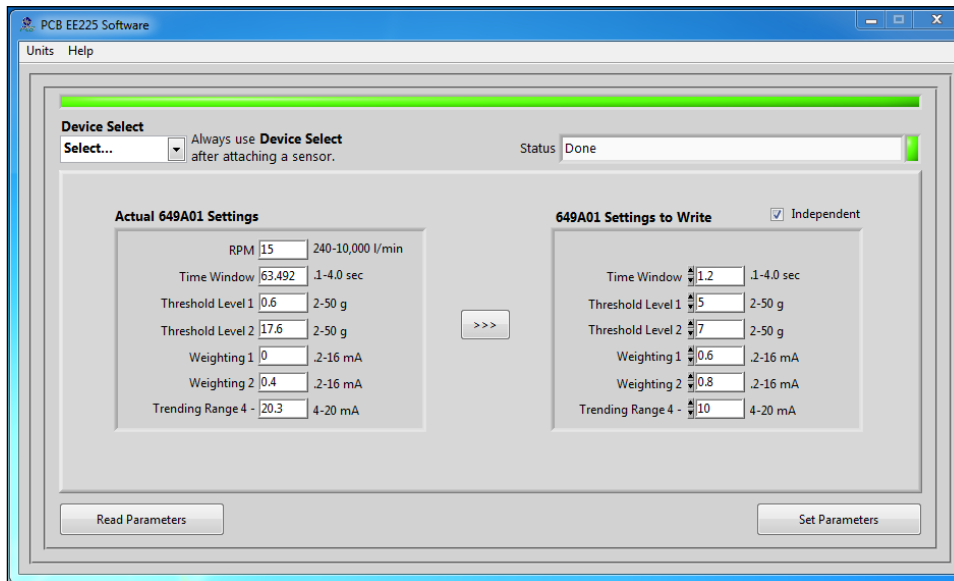 PCB EE225 Software
Units Help
Device Select
Select...
Always use Device Select
after attaching a sensor.
Status Done
Actual 649A01 Settings
RPM 15 240-10,000 l/min
Time Window 63.492 .1-4.0 sec
Threshold Level 1 0.6 2-50 g
Threshold Level 2 17.6 2-50 g
Weighting 1 0 .2-16 mA
Weighting 2 0.4 .2-16 mA
Trending Range 4 - 20.3 4-20 mA
>>>
649A01 Settings to Write
Independent
Time Window 1.2 .1-4.0 sec
Threshold Level 1 5 2-50 g
Threshold Level 2 7 2-50 g
Weighting 1 0.6 .2-16 mA
Weighting 2 0.8 .2-16 mA
Trending Range 4 - 10 4-20 mA
Read Parameters
Set Parameters